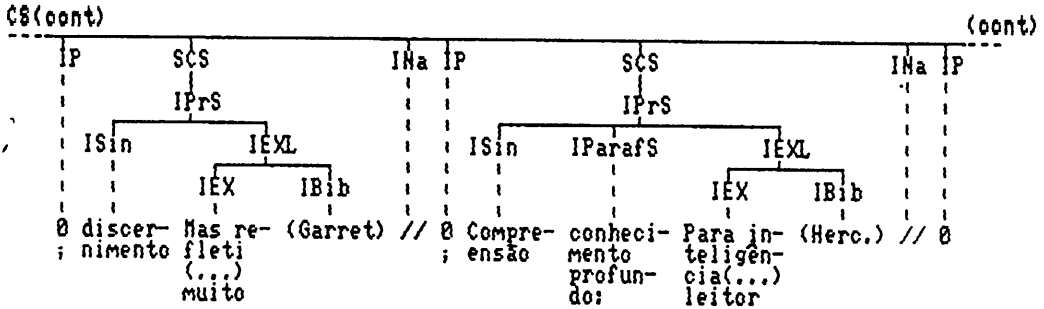 CS(cont) (cont)
IP SCS INa IP SCS INa IP
IPrS IPrS
ISin IEXL ISin IParafS IEXL
IEX IBib IEX IBib
0 discer- Mas re- (Garret) // 0 Compre- conheci- Para in- (Herc.) // 0
; nimento fleti ; ensão mento teligên-
(...) profun- cia(...)
muito do: leitor